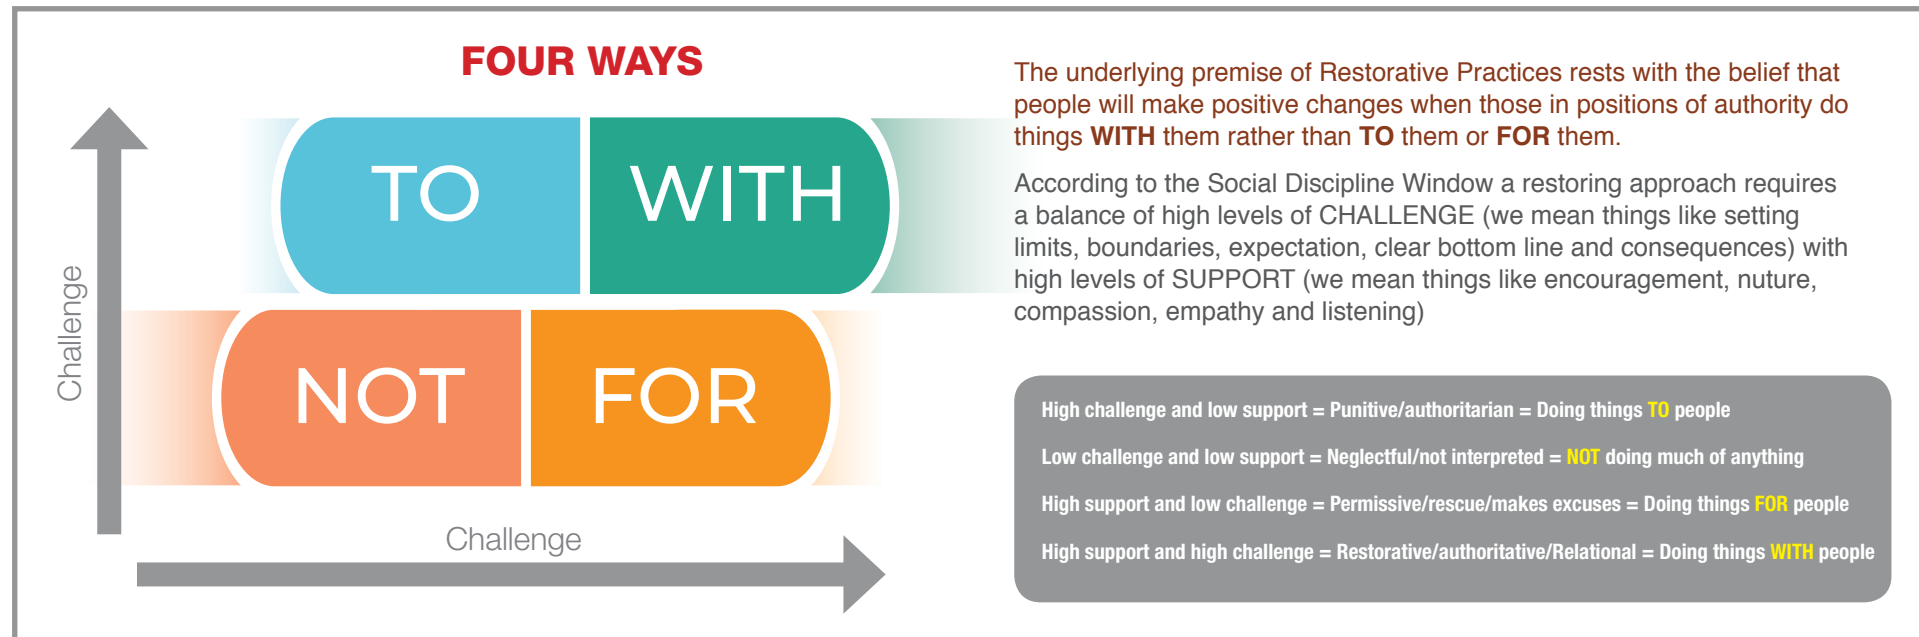 FOUR WAYS
Challenge
TO
WITH
NOT
FOR
Challenge
The underlying premise of Restorative Practices rests with the belief that
people will make positive changes when those in positions of authority do
things WITH them rather than TO them or FOR them.
According to the Social Discipline Window a restoring approach requires
a balance of high levels of CHALLENGE (we mean things like setting
limits, boundaries, expectation, clear bottom line and consequences) with
high levels of SUPPORT (we mean things like encouragement, nuture,
compassion, empathy and listening)
High challenge and low support = Punitive/authoritarian = Doing things TO people
Low challenge and low support = Neglectful/not interpreted = NOT doing much of anything
High support and low challenge = Permissive/rescue/makes excuses = Doing things FOR people
High support and high challenge = Restorative/authoritative/Relational = Doing things WITH people